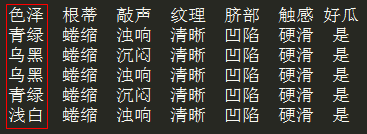 色泽 根蒂 敲声 纹理 脐部 触感 好瓜
青绿 蜷缩 浊响 清晰 凹陷 硬滑 是
乌黑 蜷缩 沉闷 清晰 凹陷 硬滑 是
乌黑 蜷缩 浊响 清晰 凹陷 硬滑 是
青绿 蜷缩 沉闷 清晰 凹陷 硬滑 是
浅白 蜷缩 浊响 清晰 凹陷 硬滑 是